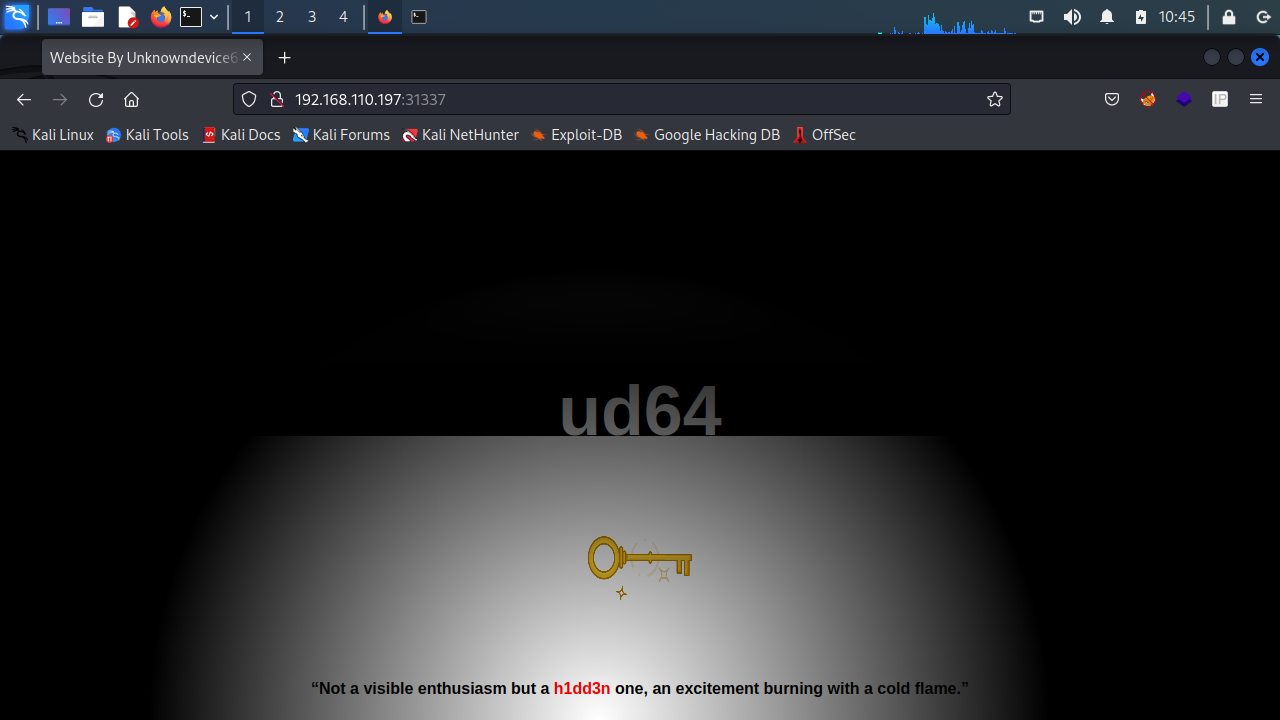 1 2 3 4 10:45
Website By Unknowndevice6
192.168.110.197:31337 IP
Kali Linux Kali Tools Kali Docs Kali Forums Kali NetHunter Exploit-DB Google Hacking DB OffSec
ud64
“Not a visible enthusiasm but a h1dd3n one, an excitement burning with a cold flame.”